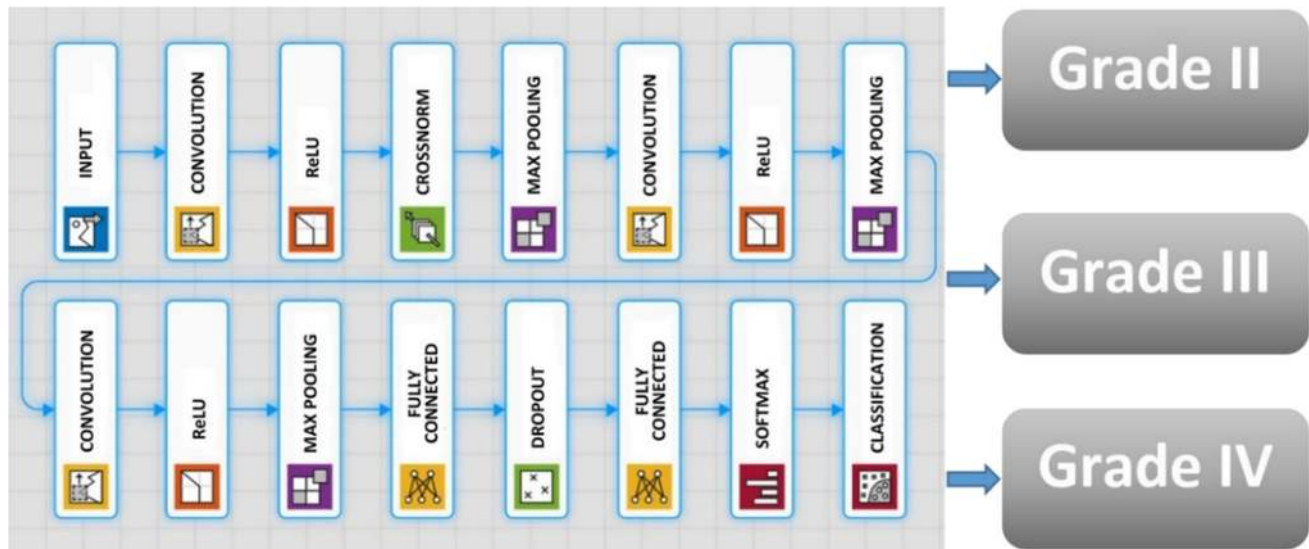 INPUT
CONVOLUTION
ReLU
CROSSNORM
MAX POOLING
CONVOLUTION
ReLU
MAX POOLING
CONVOLUTION
ReLU
MAX POOLING
FULLY
CONNECTED
DROPOUT
FULLY
CONNECTED
SOFTMAX
CLASSIFICATION
Grade II
Grade III
Grade IV